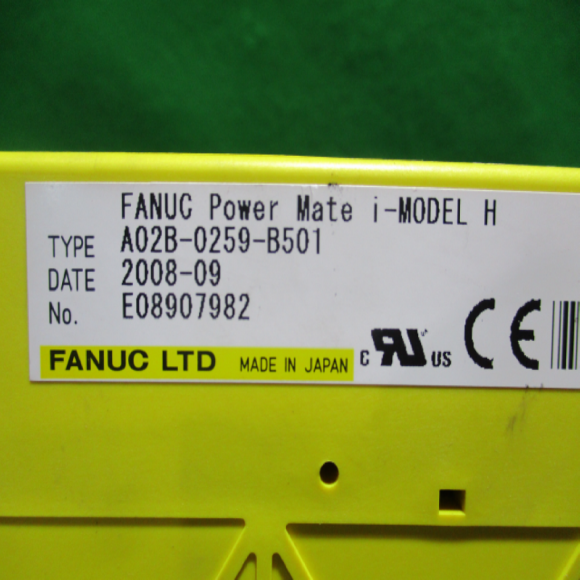 FANUC Power Mate i-MODEL H
TYPE A02B-0259-B501
DATE 2008-09
No. E08907982
FANUC LTD MADE IN JAPAN c RU US CE